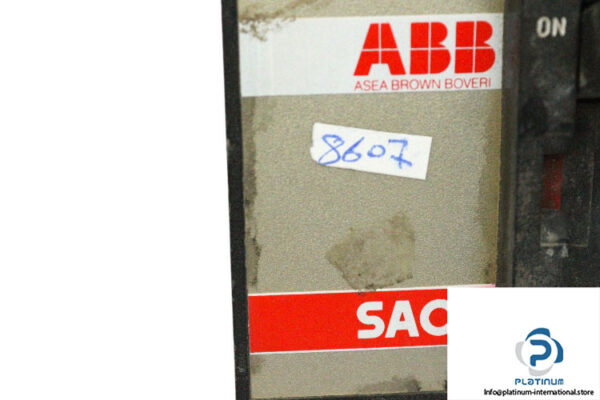 ABB
ON
ASEA BROWN BOVERI
8607
SAC
PLATINUM
Info@platinum-international.store